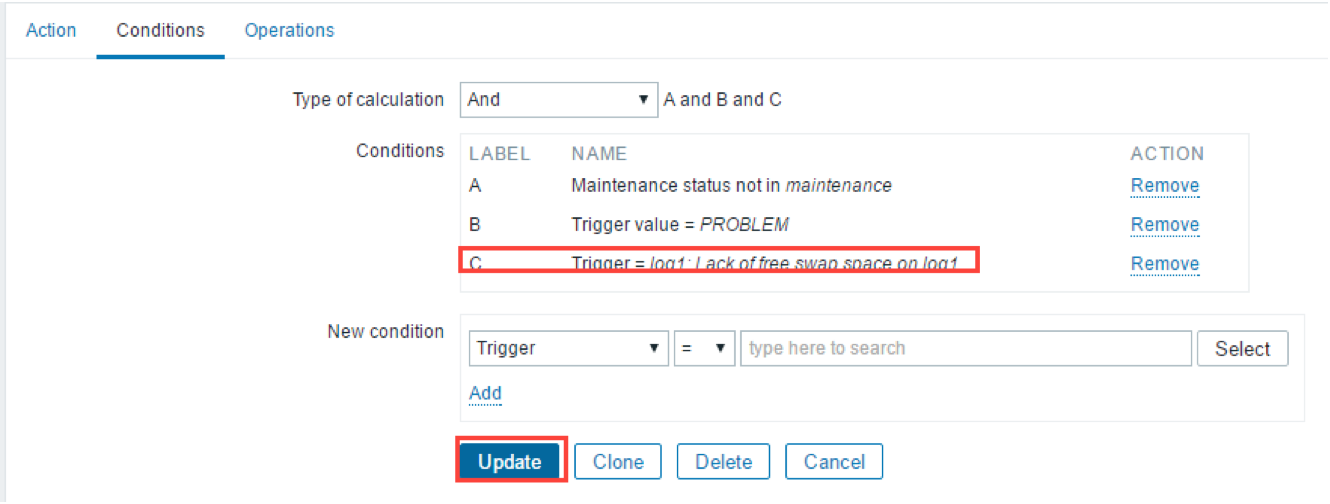 Action Conditions Operations
Type of calculation And ▼ A and B and C
Conditions LABEL NAME ACTION
A Maintenance status not in maintenance Remove
B Trigger value = PROBLEM Remove
C Trigger = log1: Lack of free swap space on log1 Remove
New condition
Trigger ▼ = ▼ type here to search Select
Add
Update Clone Delete Cancel